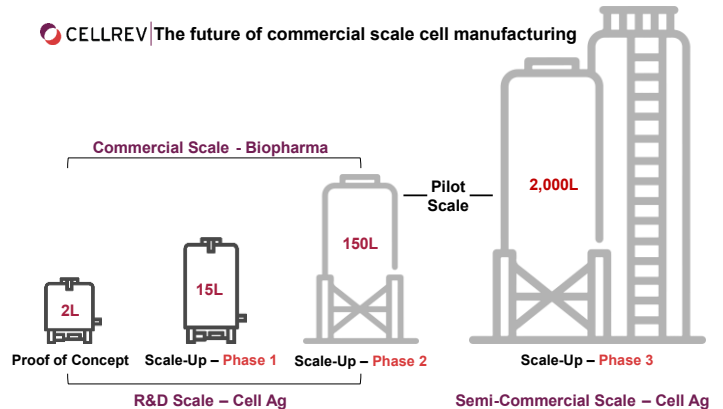 CELLREV The future of commercial scale cell manufacturing
Commercial Scale - Biopharma
Pilot
Scale
2,000L
150L
15L
2L
Proof of Concept
Scale-Up – Phase 1
Scale-Up – Phase 2
Scale-Up – Phase 3
R&D Scale – Cell Ag
Semi-Commercial Scale – Cell Ag